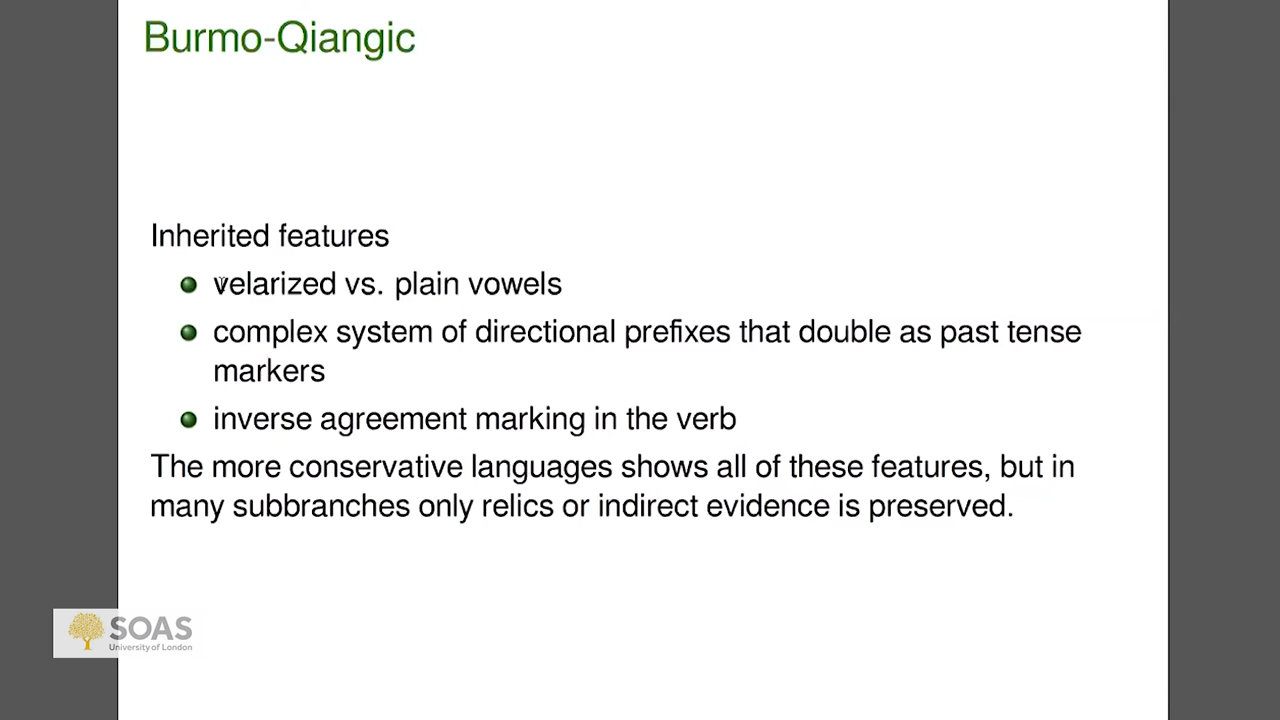 Burmo-Qiangic
Inherited features
velarized vs. plain vowels
complex system of directional prefixes that double as past tense
markers
inverse agreement marking in the verb
The more conservative languages shows all of these features, but in
many subbranches only relics or indirect evidence is preserved.
SOAS
University of London